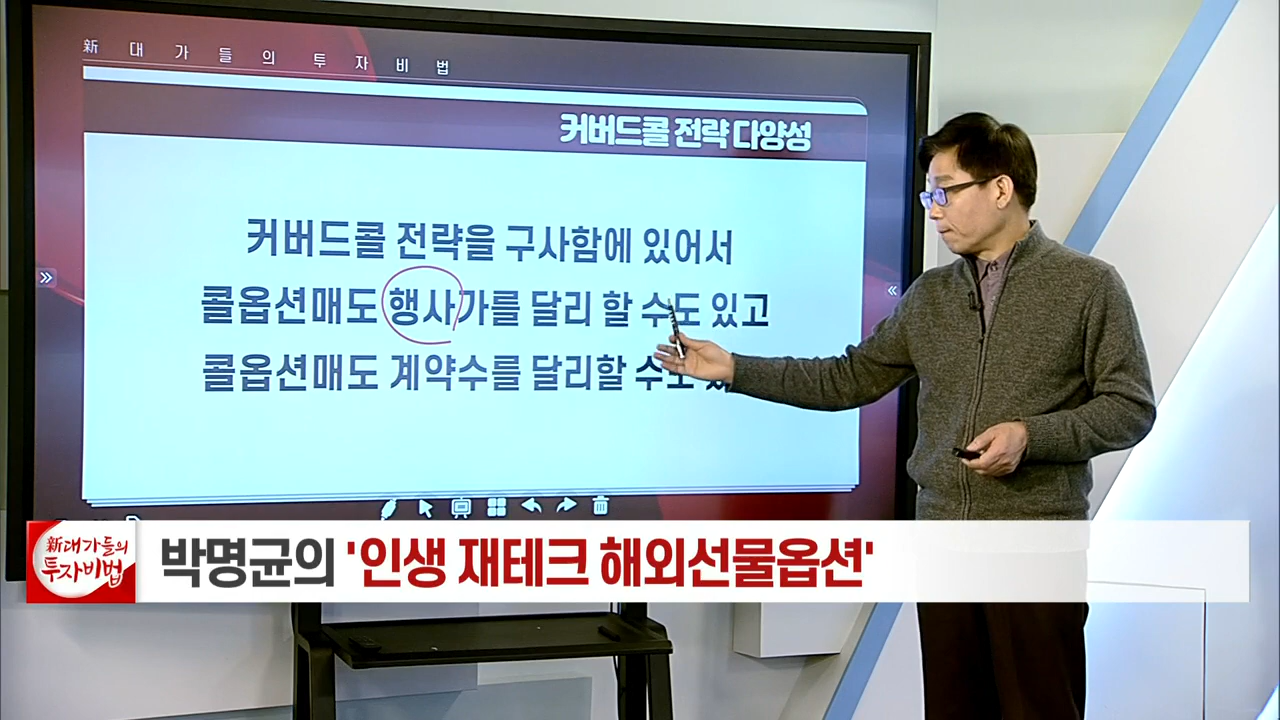 新 대 가 들 의 투 자 비 법
커버드콜 전략 다양성
커버드콜 전략을 구사함에 있어서
콜옵션매도 행사가를 달리 할 수도 있고
콜옵션매도 계약수를 달리할 수도
新대가들의
투자비법
박명균의 '인생 재테크 해외선물옵션'